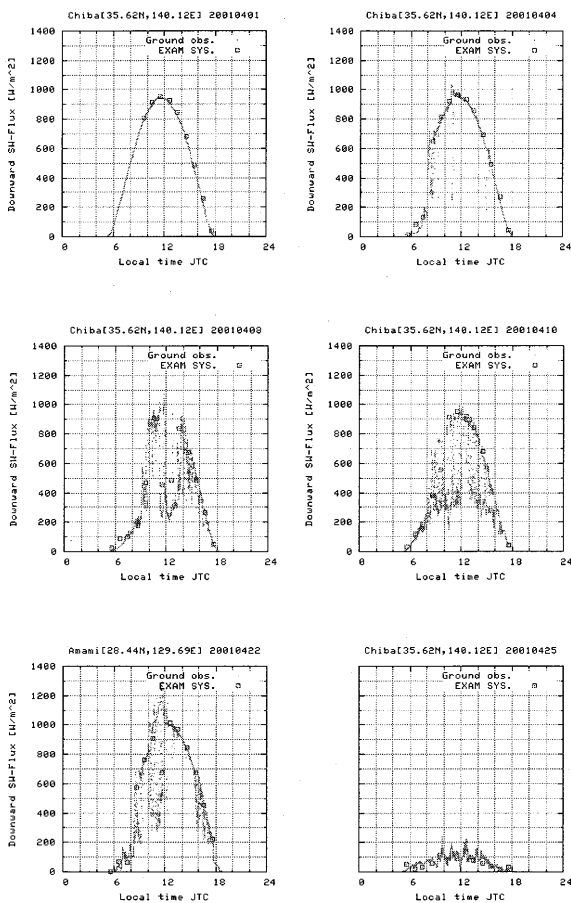 Chiba[35.62N,140.12E] 20010401
Downward SW-Flux [W/m^2]
1400
1200
1000
800
600
400
200
0
Ground obs.
EXAM SYS.
0 6 12 18 24
Local time JTC
Chiba[35.62N,140.12E] 20010404
Downward SW-Flux [W/m^2]
1400
1200
1000
800
600
400
200
0
Ground obs.
EXAM SYS.
0 6 12 18 24
Local time JTC
Chiba[35.62N,140.12E] 20010408
Downward SW-Flux [W/m^2]
1400
1200
1000
800
600
400
200
0
Ground obs.
EXAM SYS.
0 6 12 18 24
Local time JTC
Chiba[35.62N,140.12E] 20010410
Downward SW-Flux [W/m^2]
1400
1200
1000
800
600
400
200
0
Ground obs.
EXAM SYS.
0 6 12 18 24
Local time JTC
Amami[28.44N,129.69E] 20010422
Downward SW-Flux [W/m^2]
1400
1200
1000
800
600
400
200
0
Ground obs.
EXAM SYS.
0 6 12 18 24
Local time JTC
Chiba[35.62N,140.12E] 20010425
Downward SW-Flux [W/m^2]
1400
1200
1000
800
600
400
200
0
Ground obs.
EXAM SYS.
0 6 12 18 24
Local time JTC